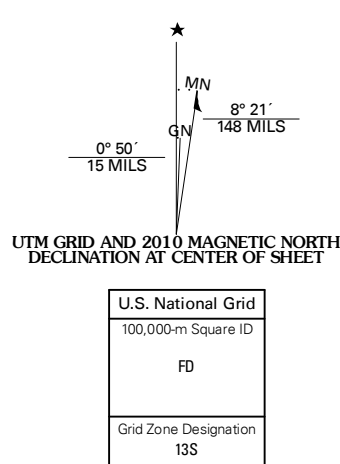 ★
MN
8° 21´
148 MILS
GN
0° 50´
15 MILS
UTM GRID AND 2010 MAGNETIC NORTH
DECLINATION AT CENTER OF SHEET
U.S. National Grid
100,000-m Square ID
FD
Grid Zone Designation
13S